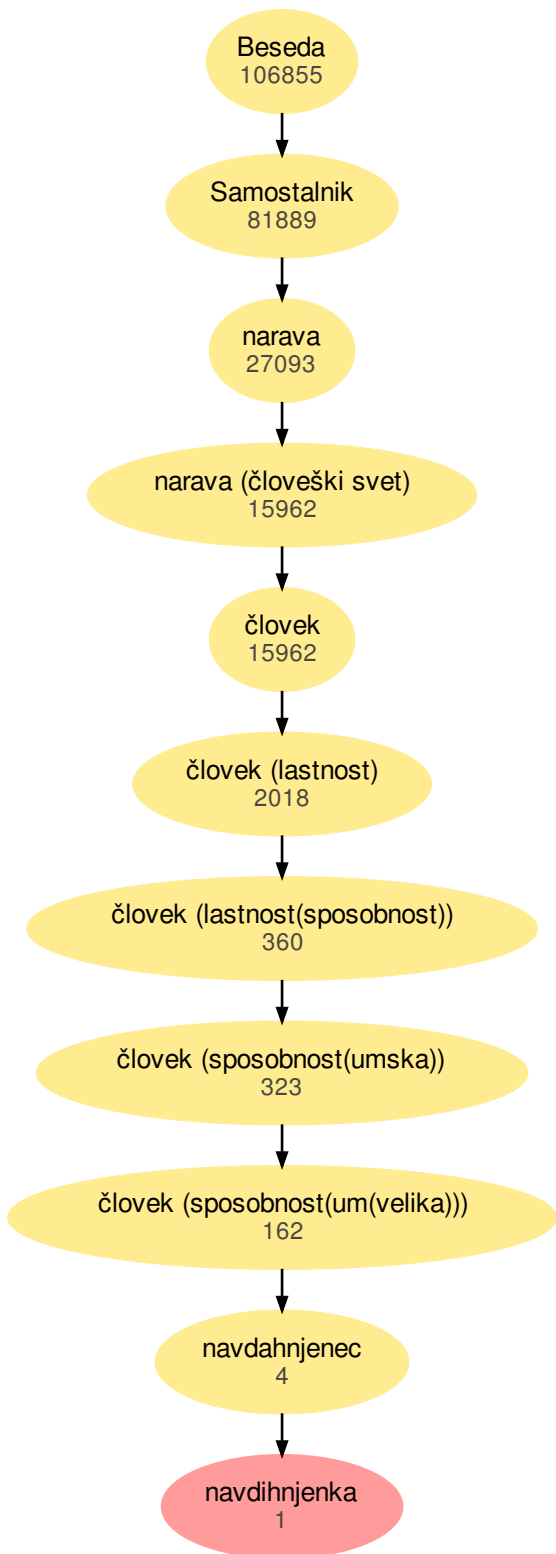 Beseda
106855
Samostalnik
81889
narava
27093
narava (človeški svet)
15962
človek
15962
človek (lastnost)
2018
človek (lastnost(sposobnost))
360
človek (sposobnost(umska))
323
človek (sposobnost(um(velika)))
162
navdahnjenec
4
navdihnjenka
1